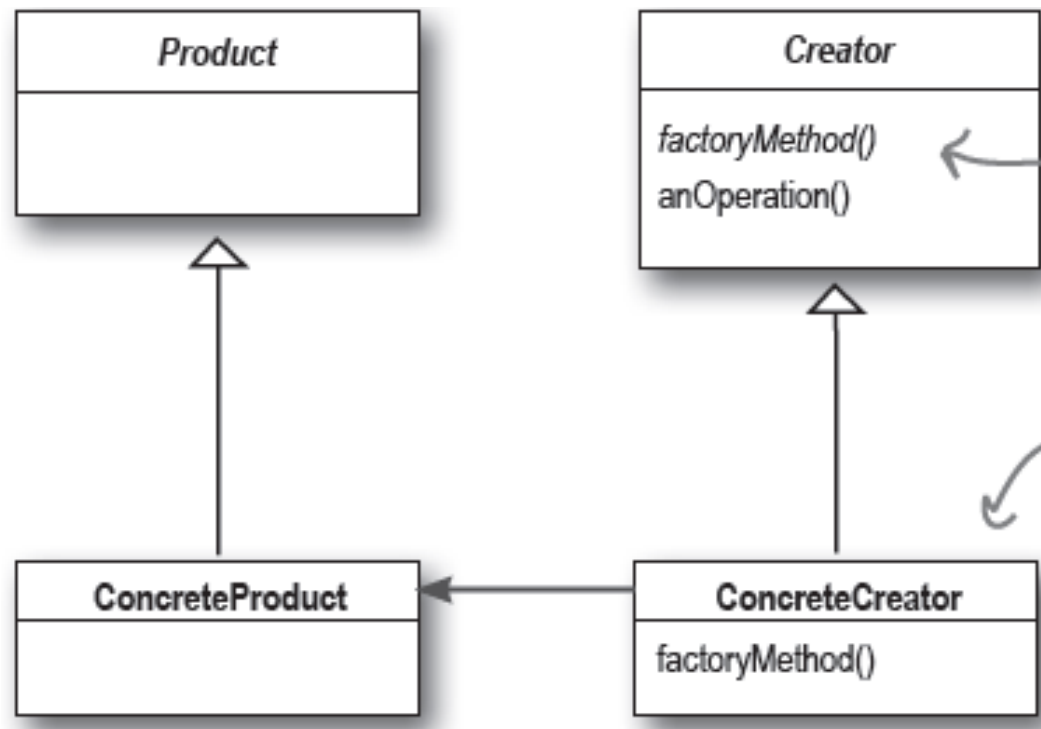 Product
Creator
factoryMethod()
anOperation()
ConcreteProduct
ConcreteCreator
factoryMethod()